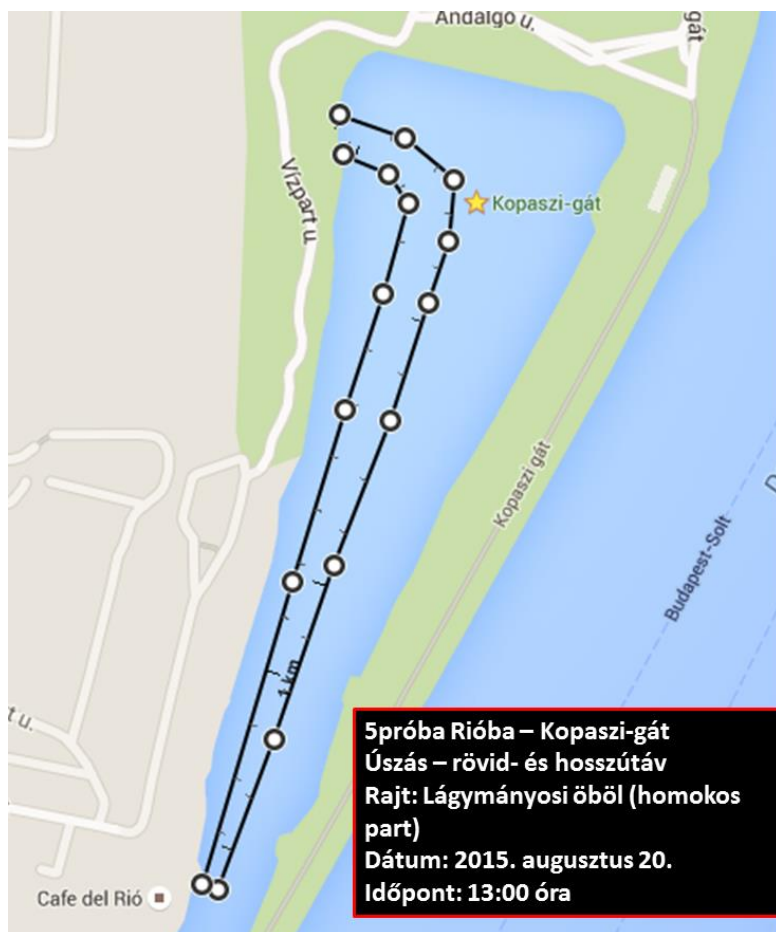 Andalgó u.
gát
Vízpart u.
Kopaszi-gát
Kopaszi gát
Budapest-Solt
D
1 km
t u.
5próba Rióba – Kopaszi-gát
Úszás – rövid- és hosszútáv
Rajt: Lágymányosi öböl (homokos
part)
Dátum: 2015. augusztus 20.
Időpont: 13:00 óra
Cafe del Rió